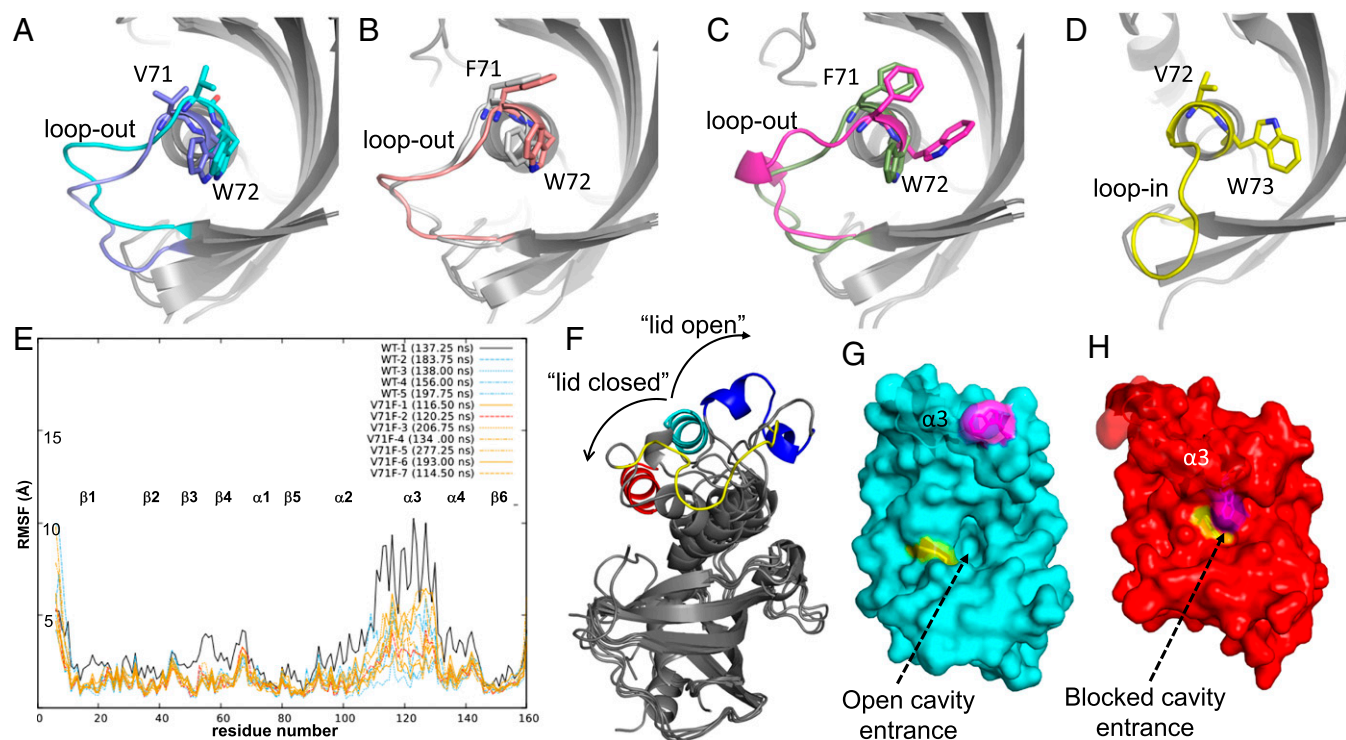 A
V71
loop-out
W72
B
F71
loop-out
W72
C
F71
loop-out
W72
D
V72
loop-in
W73
E
WT-1 (137.25 ns)
WT-2 (183.75 ns)
WT-3 (138.00 ns)
WT-4 (156.00 ns)
WT-5 (197.75 ns)
V71F-1 (116.50 ns)
V71F-2 (120.25 ns)
V71F-3 (206.75 ns)
V71F-4 (134 .00 ns)
V71F-5 (277.25 ns)
V71F-6 (193.00 ns)
V71F-7 (114.50 ns)
15
β1 β2 β3 β4 α1 β5 α2 α3 α4 β6
10
5
RMSF (Å)
0 20 40 60 80 100 120 140 160
residue number
F
"lid open"
"lid closed"
G
α3
Open cavity
entrance
H
α3
Blocked cavity
entrance